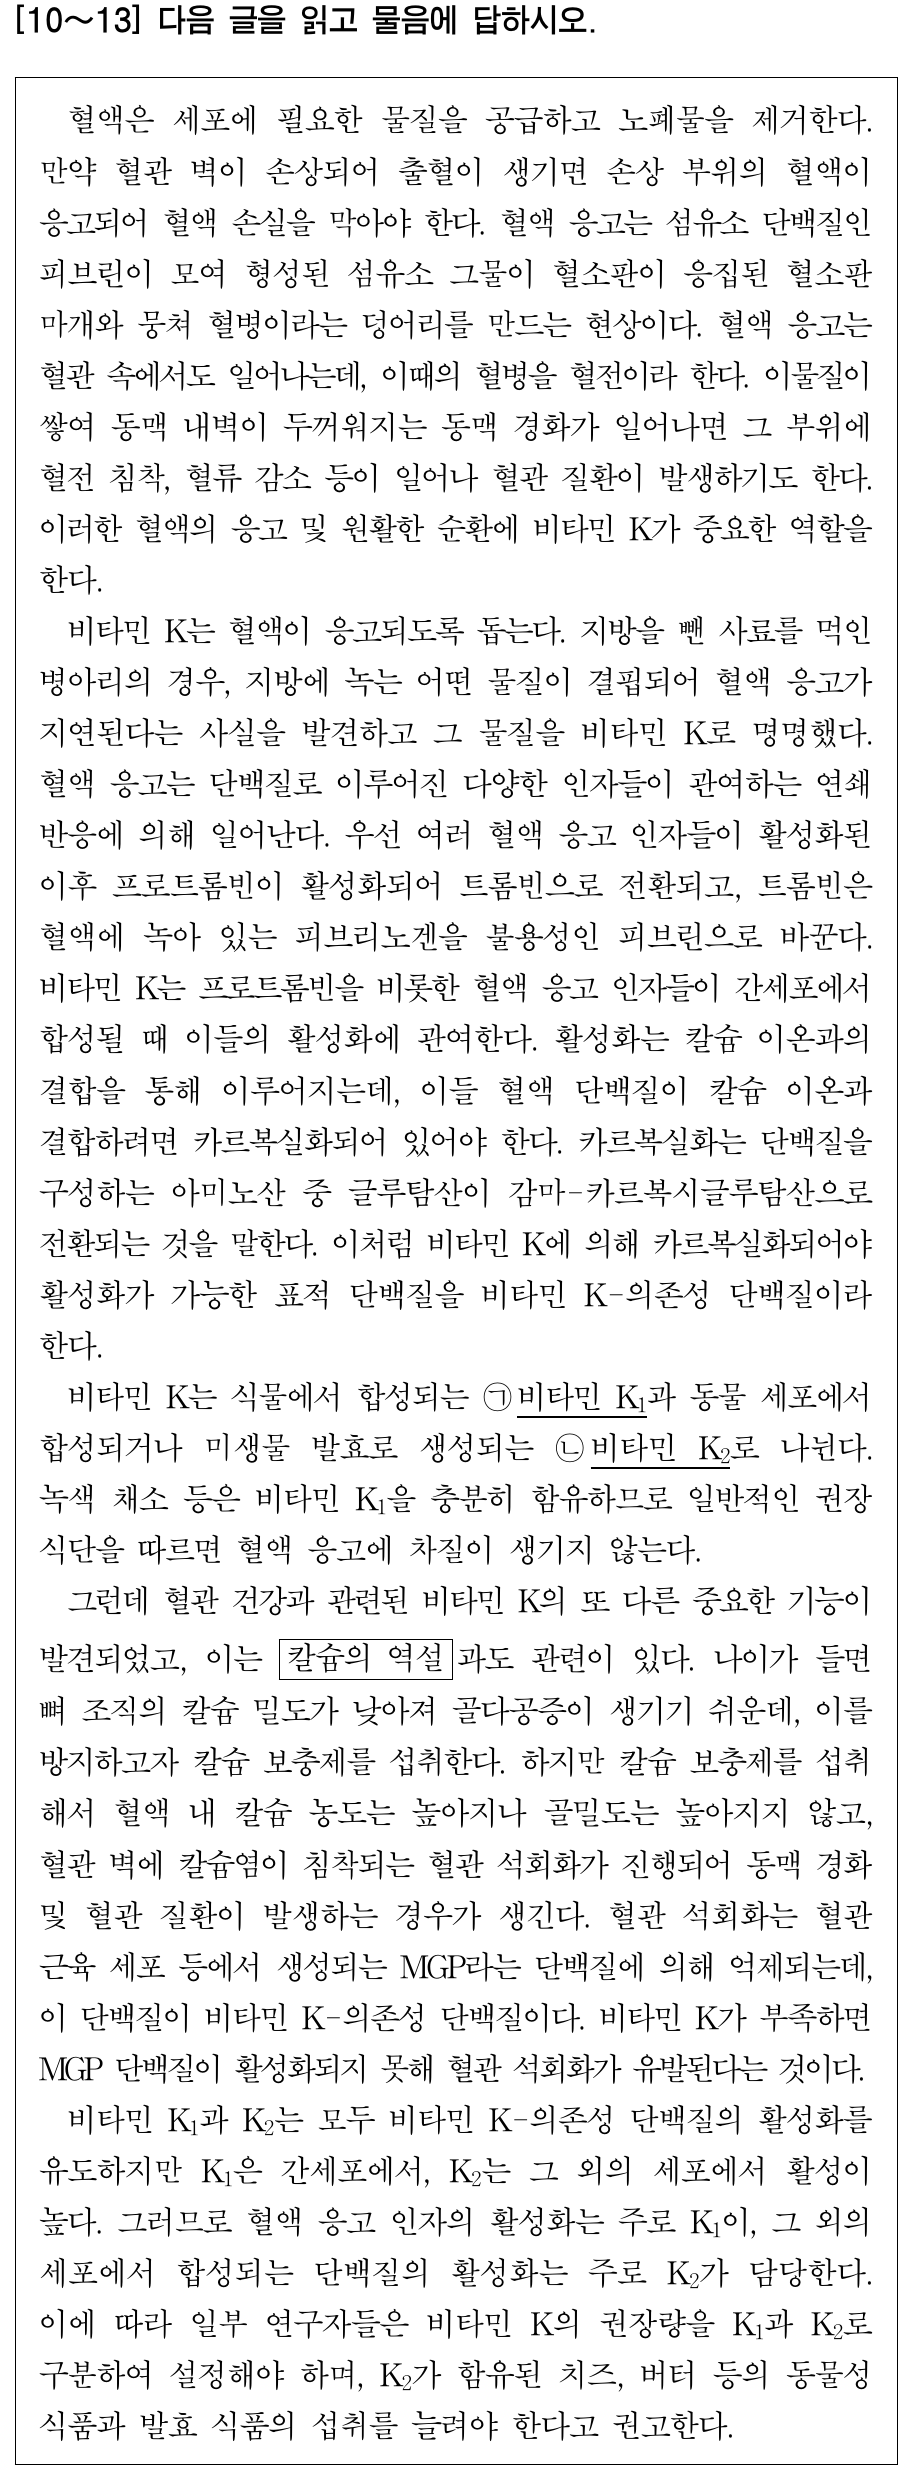 [10～13] 다음 글을 읽고 물음에 답하시오.
혈액은 세포에 필요한 물질을 공급하고 노폐물을 제거한다.
만약 혈관 벽이 손상되어 출혈이 생기면 손상 부위의 혈액이
응고되어 혈액 손실을 막아야 한다. 혈액 응고는 섬유소 단백질인
피브린이 모여 형성된 섬유소 그물이 혈소판이 응집된 혈소판
마개와 뭉쳐 혈병이라는 덩어리를 만드는 현상이다. 혈액 응고는
혈관 속에서도 일어나는데, 이때의 혈병을 혈전이라 한다. 이물질이
쌓여 동맥 내벽이 두꺼워지는 동맥 경화가 일어나면 그 부위에
혈전 침착, 혈류 감소 등이 일어나 혈관 질환이 발생하기도 한다.
이러한 혈액의 응고 및 원활한 순환에 비타민 K가 중요한 역할을
한다.
비타민 K는 혈액이 응고되도록 돕는다. 지방을 뺀 사료를 먹인
병아리의 경우, 지방에 녹는 어떤 물질이 결핍되어 혈액 응고가
지연된다는 사실을 발견하고 그 물질을 비타민 K로 명명했다.
혈액 응고는 단백질로 이루어진 다양한 인자들이 관여하는 연쇄
반응에 의해 일어난다. 우선 여러 혈액 응고 인자들이 활성화된
이후 프로트롬빈이 활성화되어 트롬빈으로 전환되고, 트롬빈은
혈액에 녹아 있는 피브리노겐을 불용성인 피브린으로 바꾼다.
비타민 K는 프로트롬빈을 비롯한 혈액 응고 인자들이 간세포에서
합성될 때 이들의 활성화에 관여한다. 활성화는 칼슘 이온과의
결합을 통해 이루어지는데, 이들 혈액 단백질이 칼슘 이온과
결합하려면 카르복실화되어 있어야 한다. 카르복실화는 단백질을
구성하는 아미노산 중 글루탐산이 감마-카르복시글루탐산으로
전환되는 것을 말한다. 이처럼 비타민 K에 의해 카르복실화되어야
활성화가 가능한 표적 단백질을 비타민 K-의존성 단백질이라
한다.
비타민 K는 식물에서 합성되는 ㉠비타민 K₁과 동물 세포에서
합성되거나 미생물 발효로 생성되는 ㉡비타민 K₂로 나뉜다.
녹색 채소 등은 비타민 K₁을 충분히 함유하므로 일반적인 권장
식단을 따르면 혈액 응고에 차질이 생기지 않는다.
그런데 혈관 건강과 관련된 비타민 K의 또 다른 중요한 기능이
발견되었고, 이는 칼슘의 역설 과도 관련이 있다. 나이가 들면
뼈 조직의 칼슘 밀도가 낮아져 골다공증이 생기기 쉬운데, 이를
방지하고자 칼슘 보충제를 섭취한다. 하지만 칼슘 보충제를 섭취
해서 혈액 내 칼슘 농도는 높아지나 골밀도는 높아지지 않고,
혈관 벽에 칼슘염이 침착되는 혈관 석회화가 진행되어 동맥 경화
및 혈관 질환이 발생하는 경우가 생긴다. 혈관 석회화는 혈관
근육 세포 등에서 생성되는 MGP라는 단백질에 의해 억제되는데,
이 단백질이 비타민 K-의존성 단백질이다. 비타민 K가 부족하면
MGP 단백질이 활성화되지 못해 혈관 석회화가 유발된다는 것이다.
비타민 K₁과 K₂는 모두 비타민 K-의존성 단백질의 활성화를
유도하지만 K₁은 간세포에서, K₂는 그 외의 세포에서 활성이
높다. 그러므로 혈액 응고 인자의 활성화는 주로 K₁이, 그 외의
세포에서 합성되는 단백질의 활성화는 주로 K₂가 담당한다.
이에 따라 일부 연구자들은 비타민 K의 권장량을 K₁과 K₂로
구분하여 설정해야 하며, K₂가 함유된 치즈, 버터 등의 동물성
식품과 발효 식품의 섭취를 늘려야 한다고 권고한다.